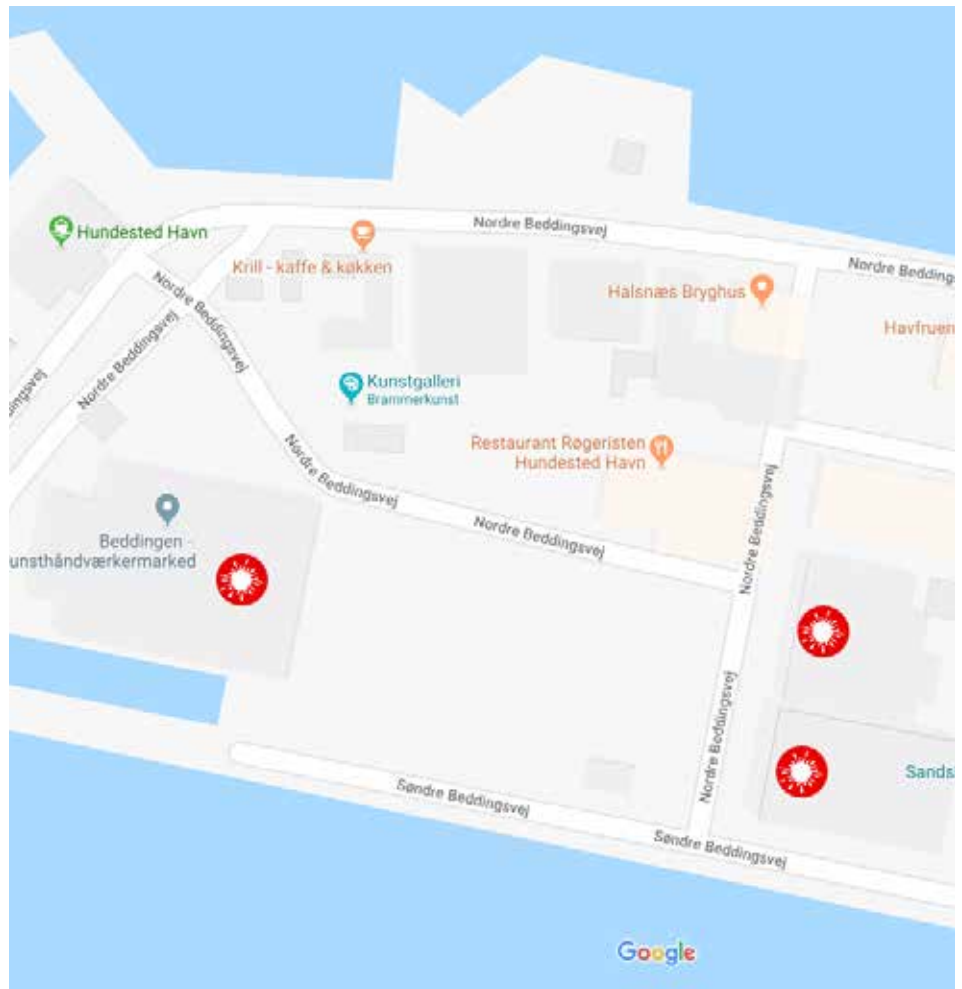 Nordre Beddingsvej
Hundested Havn
Krill - kaffe & køkken
Nordre Beddingsvej
Halsnæs Bryghus
Nordre Beddingsvej
Havfruen
Nordre Beddingsvej
Kunstgalleri
Brammerkunst
Restaurant Røgeristen
Hundested Havn
Nordre Beddingsvej
Nordre Beddingsvej
Nordre Beddingsvej
Beddingen -
unsthåndværkermarked
Nordre Beddingsvej
Søndre Beddingsvej
Søndre Beddingsvej
Google